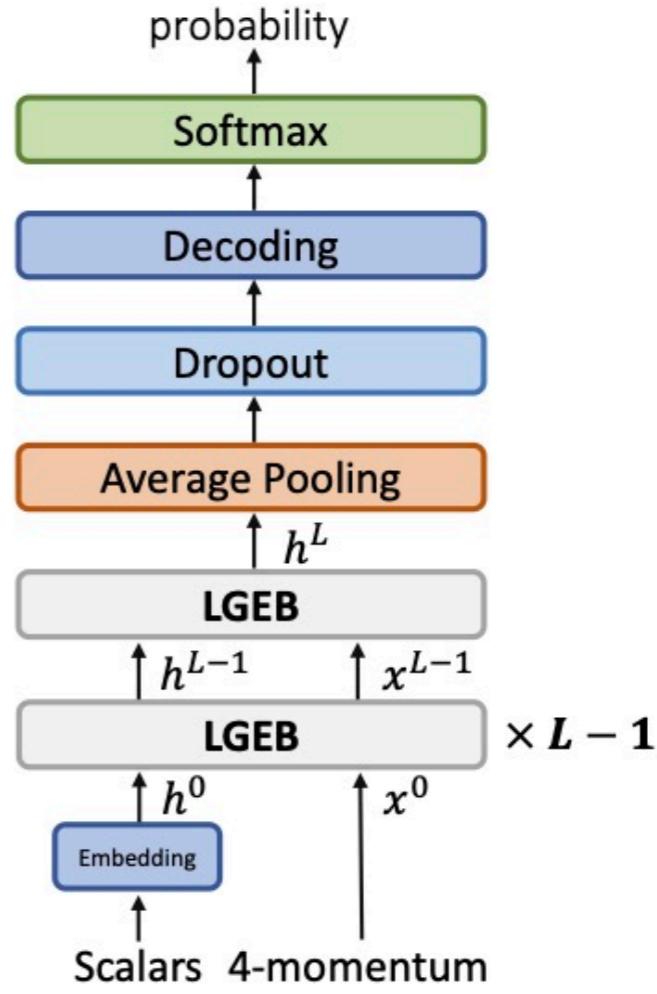 probability
Softmax
Decoding
Dropout
Average Pooling
h^L
LGEB
h^{L-1} x^{L-1}
LGEB × L − 1
h^0 x^0
Embedding
Scalars 4-momentum